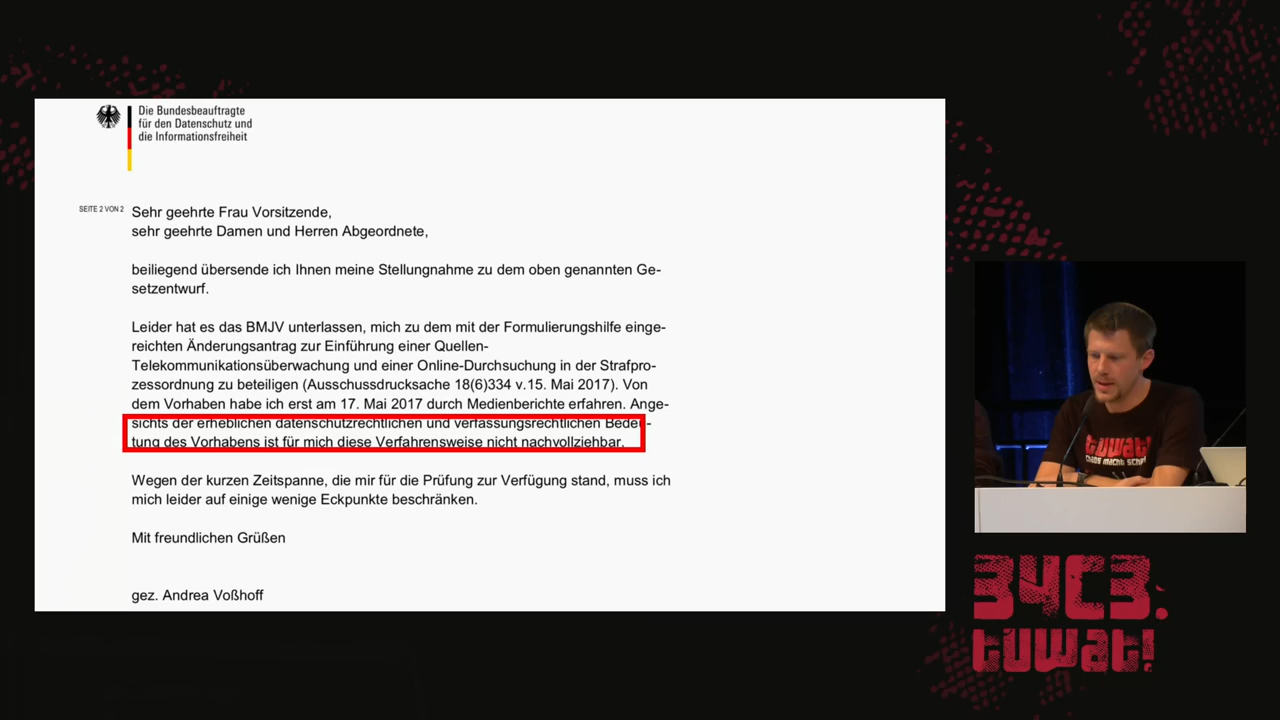 Die Bundesbeauftragte
für den Datenschutz und
die Informationsfreiheit
SEITE 2 VON 2
Sehr geehrte Frau Vorsitzende,
sehr geehrte Damen und Herren Abgeordnete,
beiliegend übersende ich Ihnen meine Stellungnahme zu dem oben genannten Ge-
setzentwurf.
Leider hat es das BMJV unterlassen, mich zu dem mit der Formulierungshilfe einge-
reichten Änderungsantrag zur Einführung einer Quellen-
Telekommunikationsüberwachung und einer Online-Durchsuchung in der Strafpro-
zessordnung zu beteiligen (Ausschussdrucksache 18(6)334 v.15. Mai 2017). Von
dem Vorhaben habe ich erst am 17. Mai 2017 durch Medienberichte erfahren. Ange-
sichts der erheblichen datenschutzrechtlichen und verfassungsrechtlichen Bedeu-
tung des Vorhabens ist für mich diese Verfahrensweise nicht nachvollziehbar.
Wegen der kurzen Zeitspanne, die mir für die Prüfung zur Verfügung stand, muss ich
mich leider auf einige wenige Eckpunkte beschränken.
Mit freundlichen Grüßen
gez. Andrea Voßhoff
tuwat!
chaos macht schule
34C3.
tuwat!